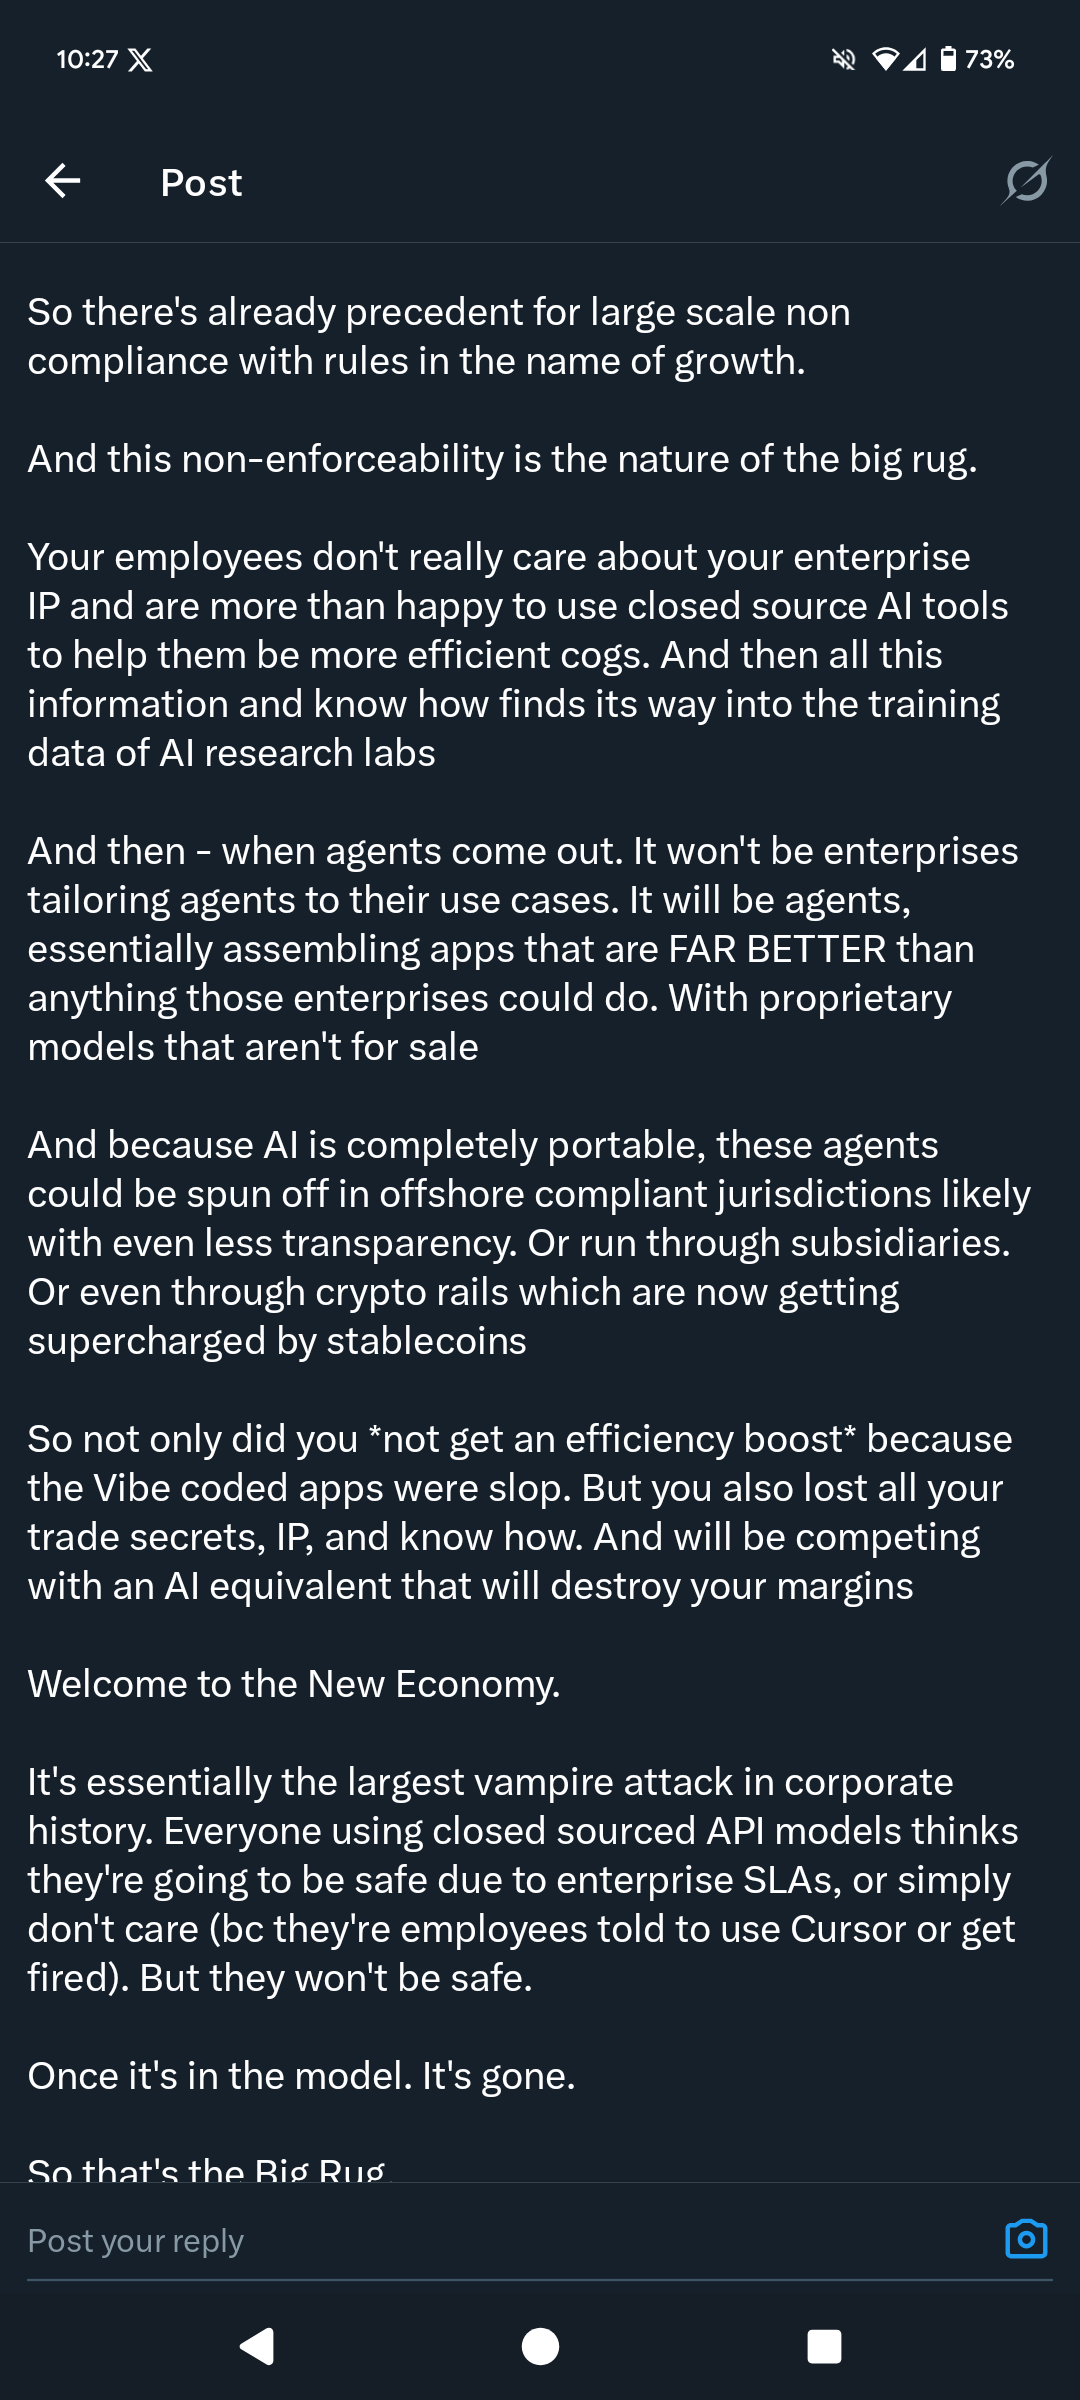 10:27
73%
Post
So there's already precedent for large scale non
compliance with rules in the name of growth.
And this non-enforceability is the nature of the big rug.
Your employees don't really care about your enterprise
IP and are more than happy to use closed source AI tools
to help them be more efficient cogs. And then all this
information and know how finds its way into the training
data of AI research labs
And then - when agents come out. It won't be enterprises
tailoring agents to their use cases. It will be agents,
essentially assembling apps that are FAR BETTER than
anything those enterprises could do. With proprietary
models that aren't for sale
And because AI is completely portable, these agents
could be spun off in offshore compliant jurisdictions likely
with even less transparency. Or run through subsidiaries.
Or even through crypto rails which are now getting
supercharged by stablecoins
So not only did you *not get an efficiency boost* because
the Vibe coded apps were slop. But you also lost all your
trade secrets, IP, and know how. And will be competing
with an AI equivalent that will destroy your margins
Welcome to the New Economy.
It's essentially the largest vampire attack in corporate
history. Everyone using closed sourced API models thinks
they're going to be safe due to enterprise SLAs, or simply
don't care (bc they're employees told to use Cursor or get
fired). But they won't be safe.
Once it's in the model. It's gone.
So that's the Big Rug.
Post your reply